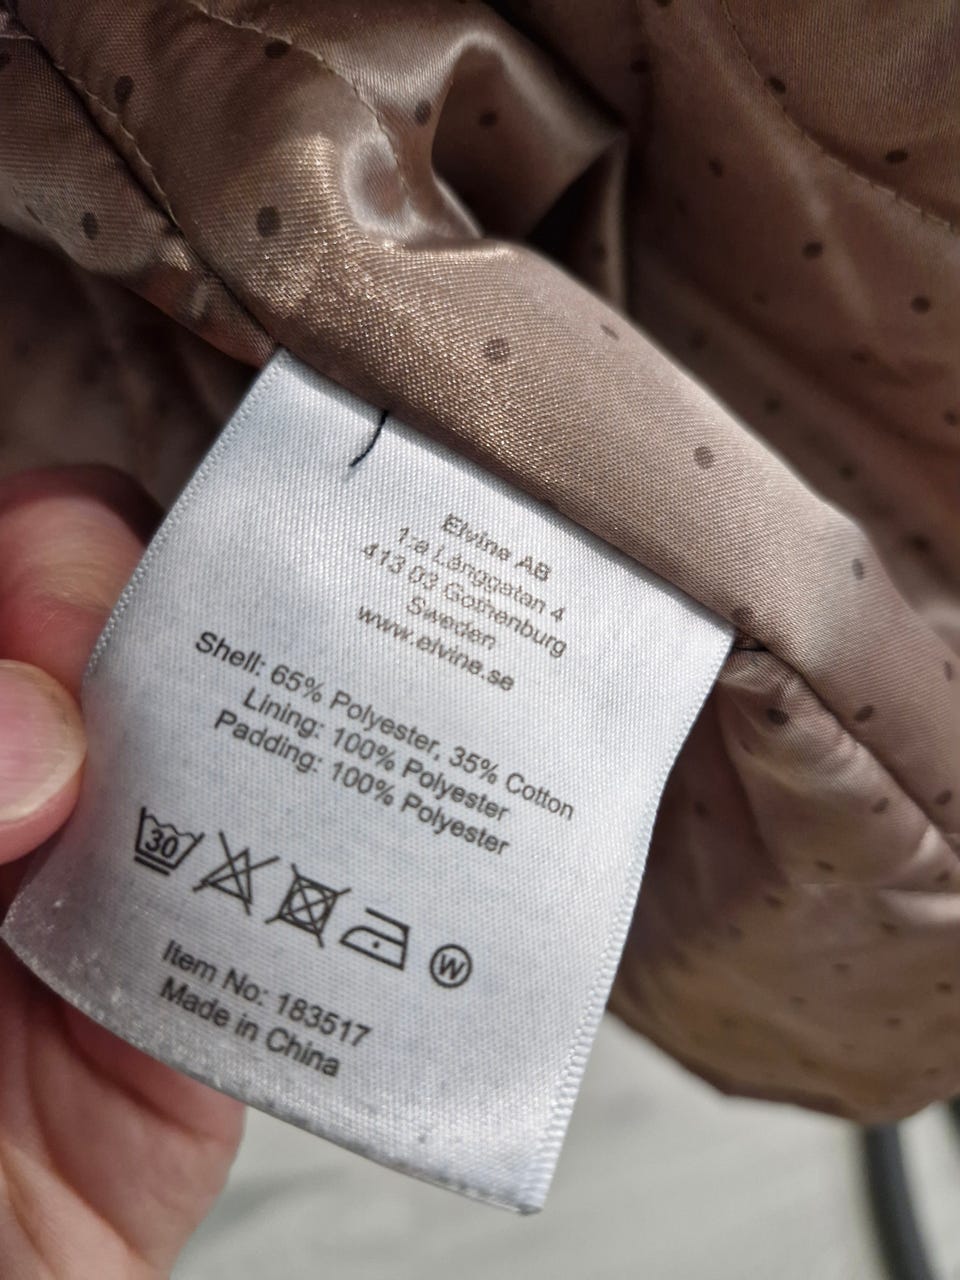 Elvine AB
1:a Långgatan 4
413 03 Gothenburg
Sweden
www.elvine.se
Shell: 65% Polyester, 35% Cotton
Lining: 100% Polyester
Padding: 100% Polyester
30
W
Item No: 183517
Made in China